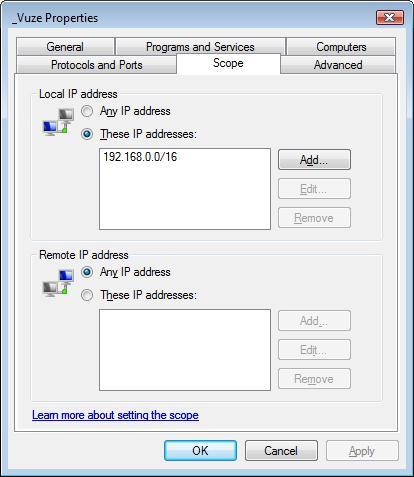 _Vuze Properties
General
Programs and Services
Computers
Protocols and Ports
Scope
Advanced
Local IP address
Any IP address
These IP addresses:
192.168.0.0/16
Add...
Edit...
Remove
Remote IP address
Any IP address
These IP addresses:
Add...
Edit...
Remove
Learn more about setting the scope
OK
Cancel
Apply